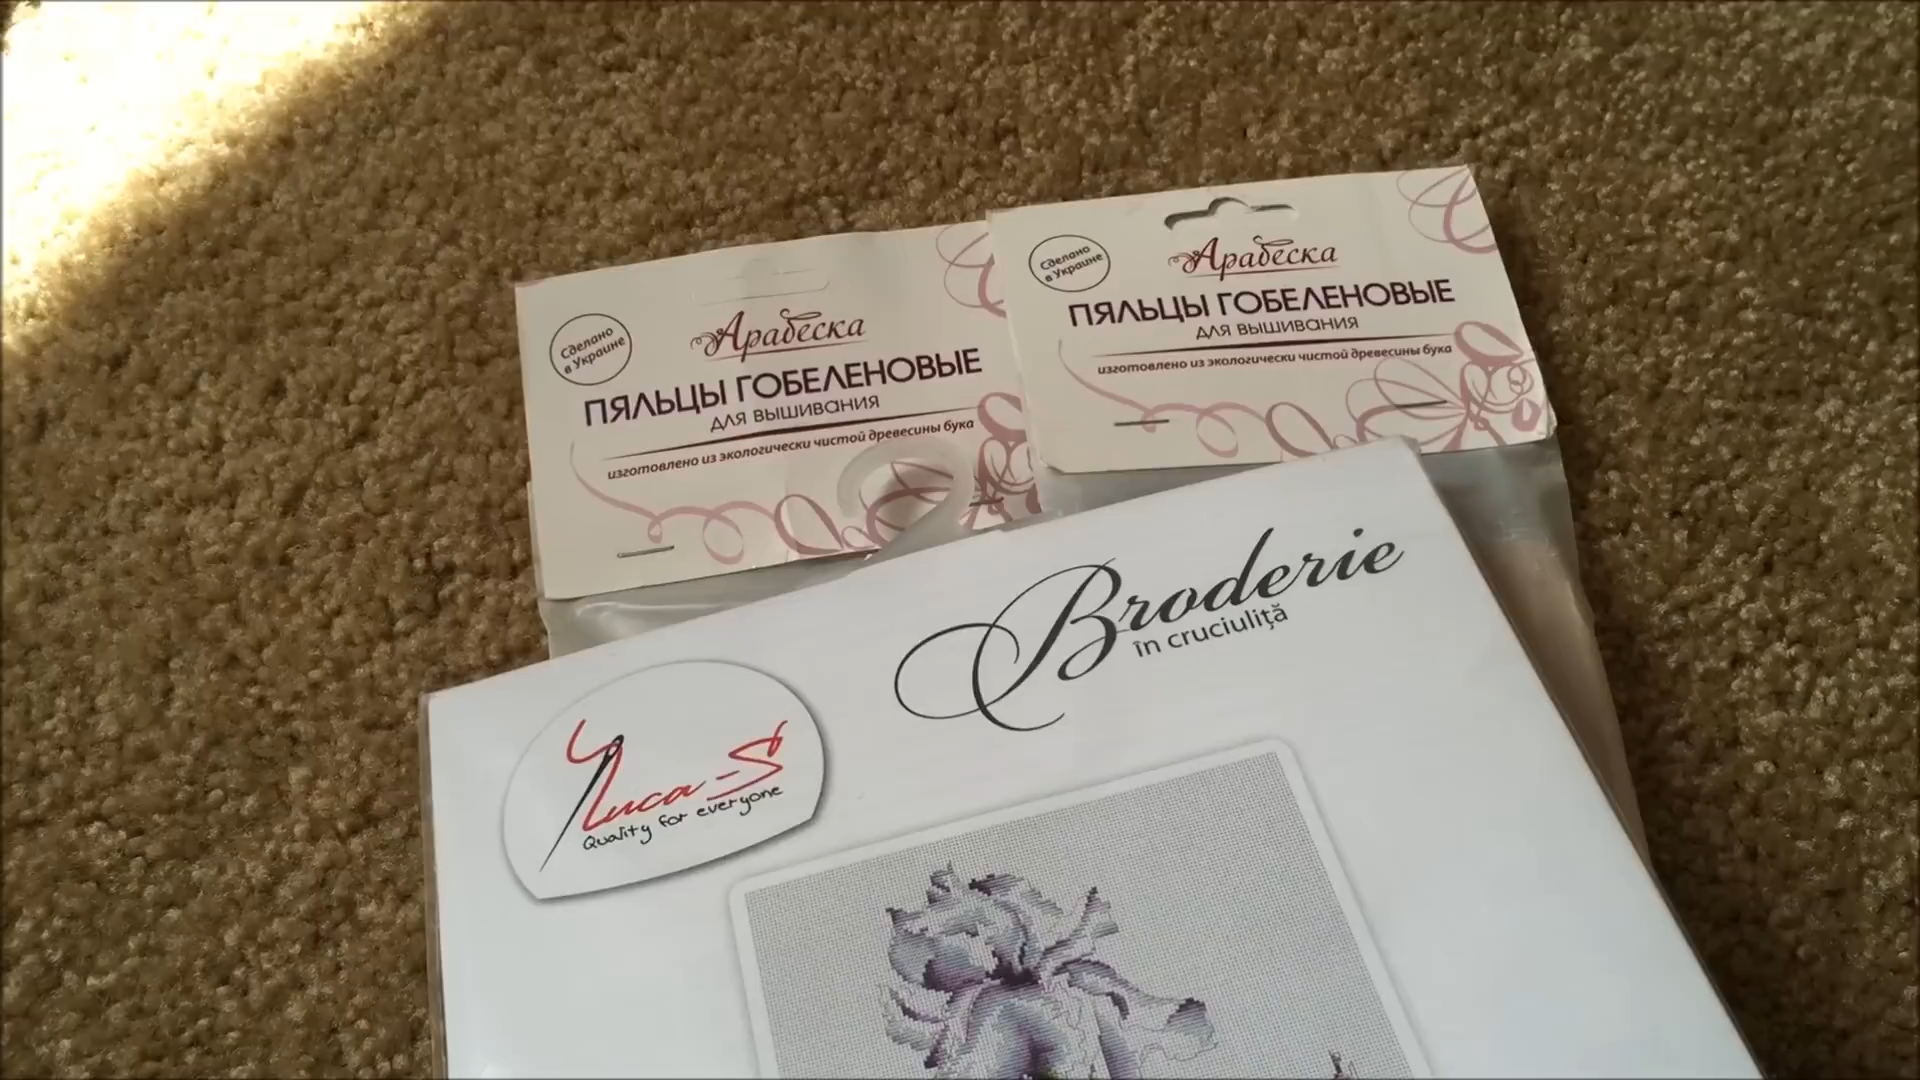 Сделано
в Украине
Арабеска
ПЯЛЬЦЫ ГОБЕЛЕНОВЫЕ
ДЛЯ ВЫШИВАНИЯ
изготовлено из экологически чистой древесины бука
Сделано
в Украине
Арабеска
ПЯЛЬЦЫ ГОБЕЛЕНОВЫЕ
ДЛЯ ВЫШИВАНИЯ
изготовлено из экологически чистой древесины бука
Broderie
în cruciuliță
Luca-S
Quality for everyone